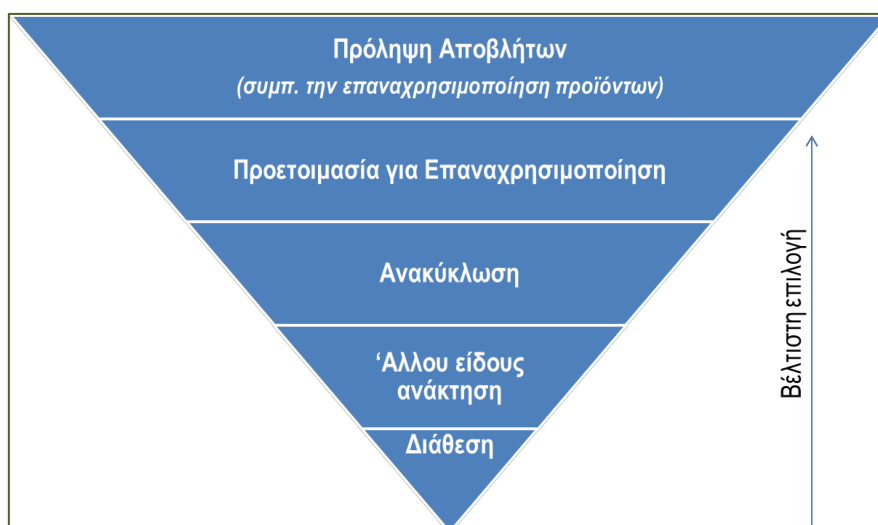 Πρόληψη Αποβλήτων
(συμπ. την επαναχρησιμοποίηση προϊόντων)
Προετοιμασία για Επαναχρησιμοποίηση
Ανακύκλωση
‘Αλλου είδους
ανάκτηση
Διάθεση
Βέλτιστη επιλογή